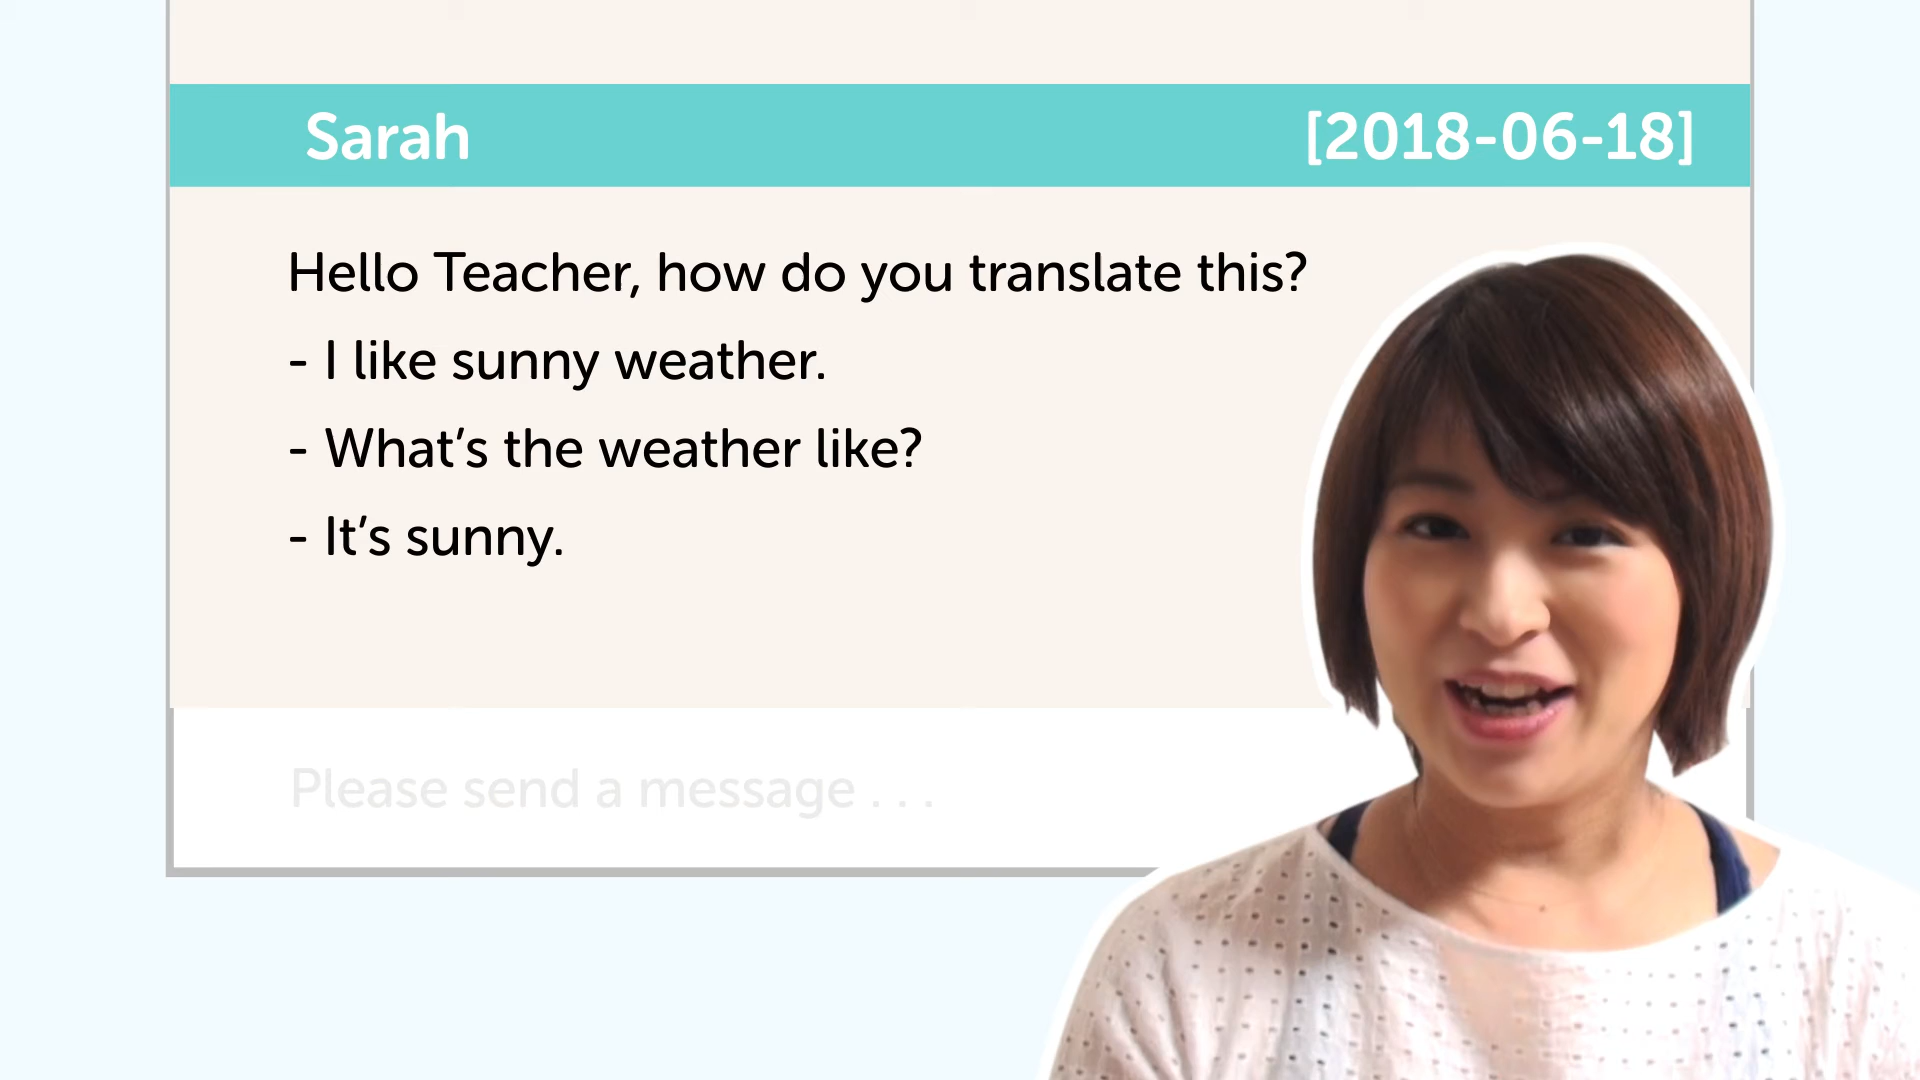 Sarah [2018-06-18]
Hello Teacher, how do you translate this?
- I like sunny weather.
- What’s the weather like?
- It’s sunny.
Please send a message . . .